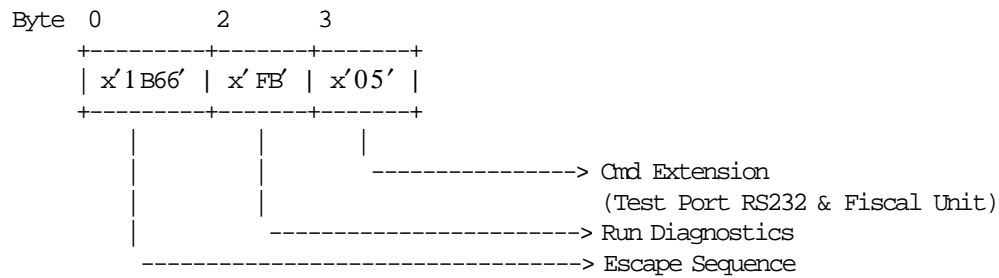 Byte 0 2 3
+---------+-------+-------+
| x'1B66' | x'FB' | x'05' |
+---------+-------+-------+
| | |
| | ----------------> Cmd Extension
| | (Test Port RS232 & Fiscal Unit)
| ------------------------> Run Diagnostics
----------------------------------> Escape Sequence